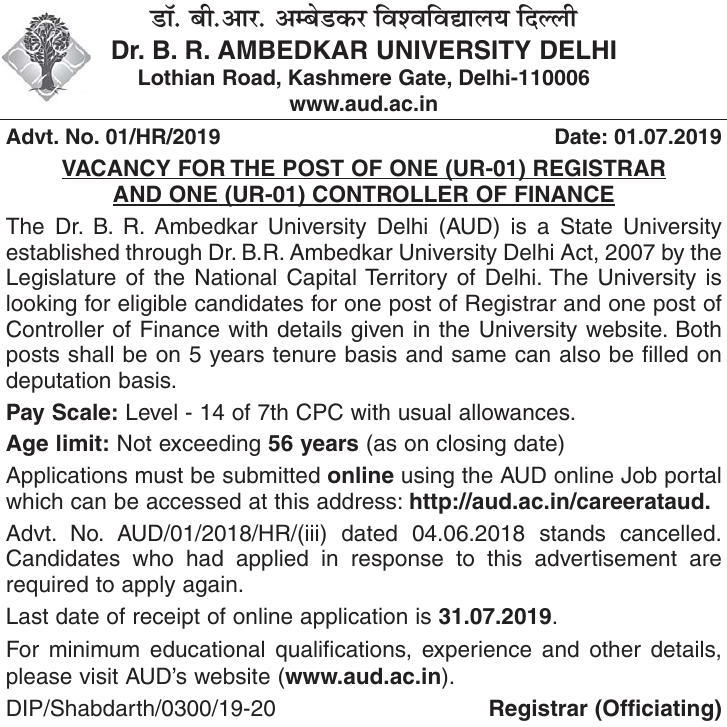 डॉ. बी.आर. अम्बेडकर विश्वविद्यालय दिल्ली
Dr. B. R. AMBEDKAR UNIVERSITY DELHI
Lothian Road, Kashmere Gate, Delhi-110006
www.aud.ac.in
Advt. No. 01/HR/2019 Date: 01.07.2019
VACANCY FOR THE POST OF ONE (UR-01) REGISTRAR
AND ONE (UR-01) CONTROLLER OF FINANCE
The Dr. B. R. Ambedkar University Delhi (AUD) is a State University
established through Dr. B.R. Ambedkar University Delhi Act, 2007 by the
Legislature of the National Capital Territory of Delhi. The University is
looking for eligible candidates for one post of Registrar and one post of
Controller of Finance with details given in the University website. Both
posts shall be on 5 years tenure basis and same can also be filled on
deputation basis.
Pay Scale: Level - 14 of 7th CPC with usual allowances.
Age limit: Not exceeding 56 years (as on closing date)
Applications must be submitted online using the AUD online Job portal
which can be accessed at this address: http://aud.ac.in/careerataud.
Advt. No. AUD/01/2018/HR/(iii) dated 04.06.2018 stands cancelled.
Candidates who had applied in response to this advertisement are
required to apply again.
Last date of receipt of online application is 31.07.2019.
For minimum educational qualifications, experience and other details,
please visit AUD's website (www.aud.ac.in).
DIP/Shabdarth/0300/19-20 Registrar (Officiating)